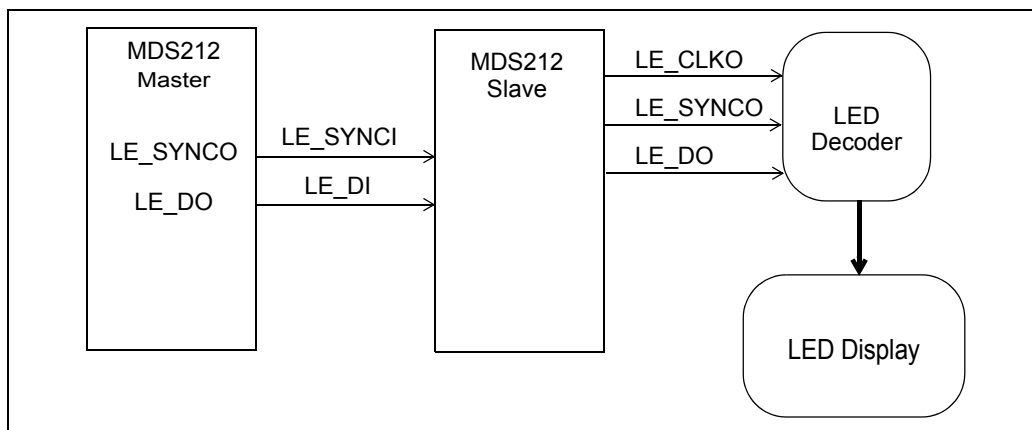 MDS212
Master
LE_SYNCO
LE_DO
LE_SYNCI
LE_DI
MDS212
Slave
LE_CLKO
LE_SYNCO
LE_DO
LED
Decoder
LED Display